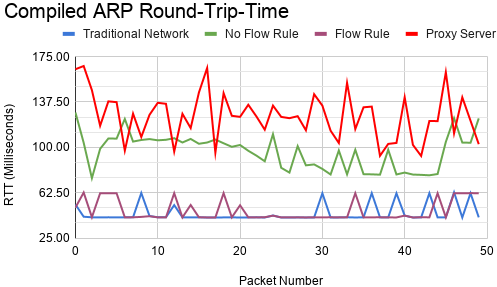 Compiled ARP Round-Trip-Time
Traditional Network No Flow Rule Flow Rule Proxy Server
175.00
137.50
100.00
62.50
25.00
RTT (Milliseconds)
0 10 20 30 40 50
Packet Number